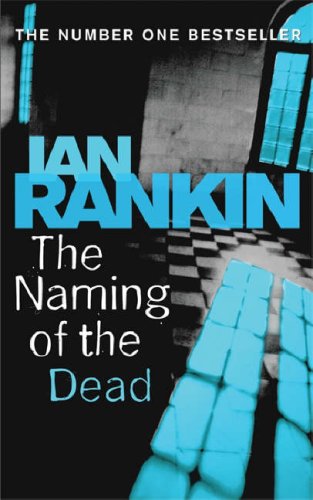 THE NUMBER ONE BESTSELLER
IAN
RANKIN
The
Naming
of the
Dead